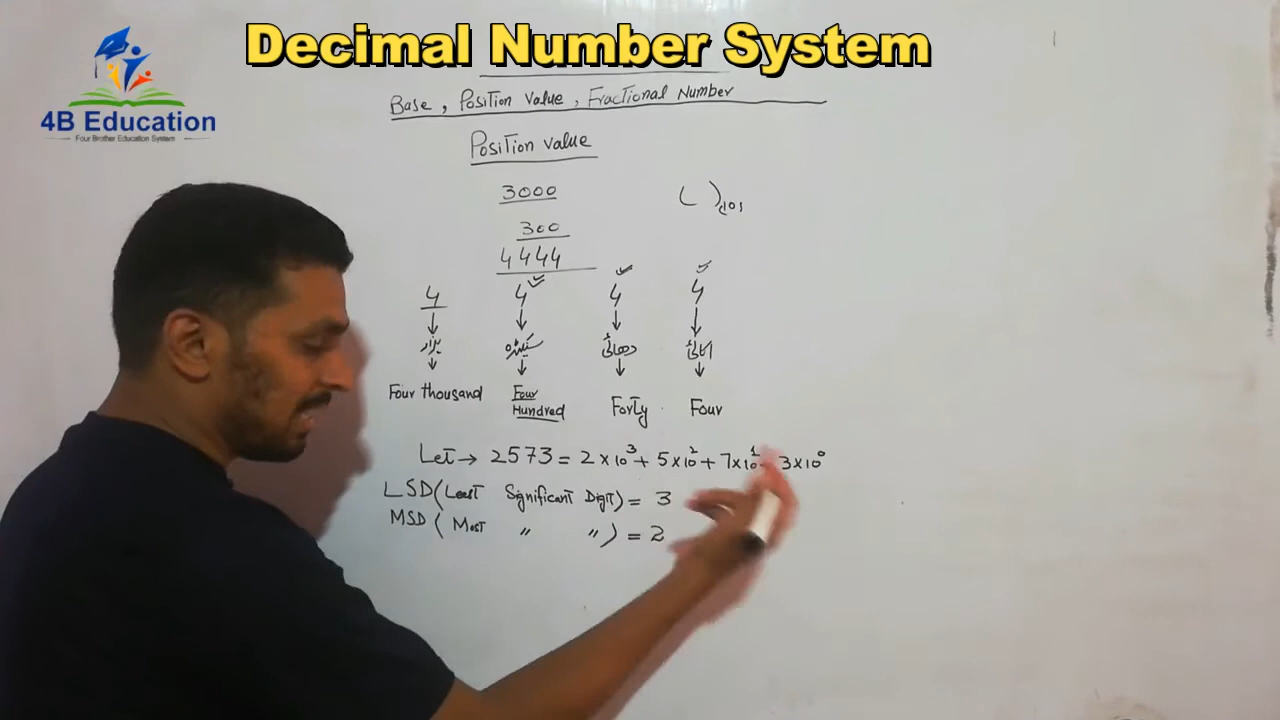 Decimal Number System
4B Education
Four Brother Education System
Base, Position Value, Fractional Number
Position value
3000 ( )10
300
4444
4 4 4 4
ہزار سینکڑہ دھائی اکائی
Four thousand Four Hundred Forty Four
Let → 2573 = 2×10³ + 5×10² + 7×10¹ + 3×10⁰
LSD (Least Significant Digit) = 3
MSD (Most " ") = 2